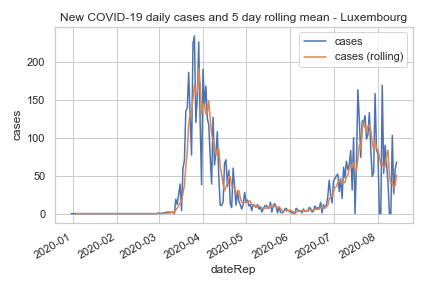 New COVID-19 daily cases and 5 day rolling mean - Luxembourg
cases
cases (rolling)
200
150
100
50
0
cases
2020-01
2020-02
2020-03
2020-04
2020-05
2020-06
2020-07
2020-08
dateRep